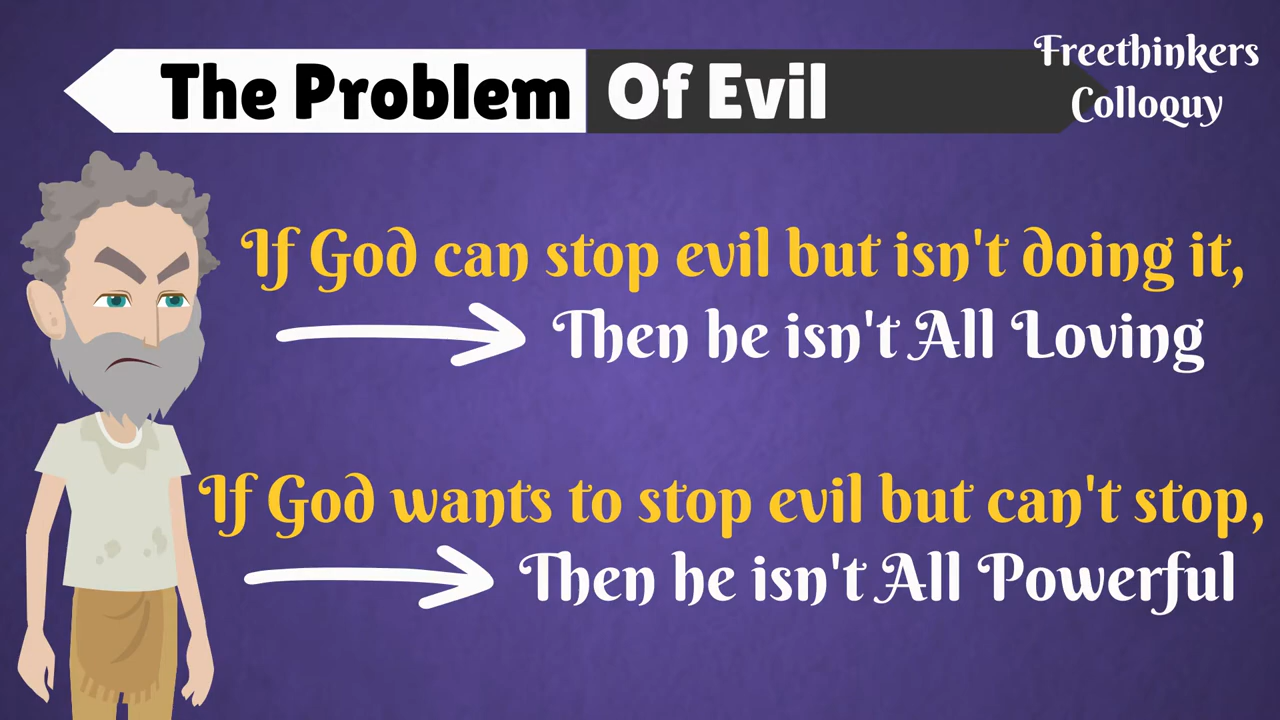 The Problem Of Evil
Freethinkers
Colloquy
If God can stop evil but isn't doing it,
Then he isn't All Loving
If God wants to stop evil but can't stop,
Then he isn't All Powerful